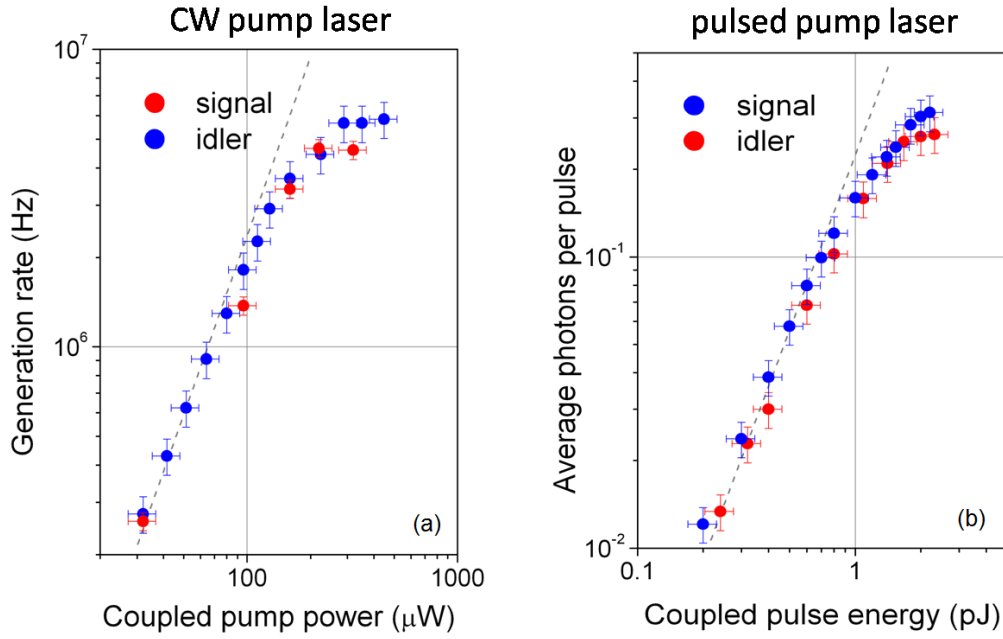 CW pump laser
10^7
signal
idler
Generation rate (Hz)
10^6
(a)
100
1000
Coupled pump power (μW)
pulsed pump laser
signal
idler
Average photons per pulse
10^-1
(b)
10^-2
0.1
1
Coupled pulse energy (pJ)